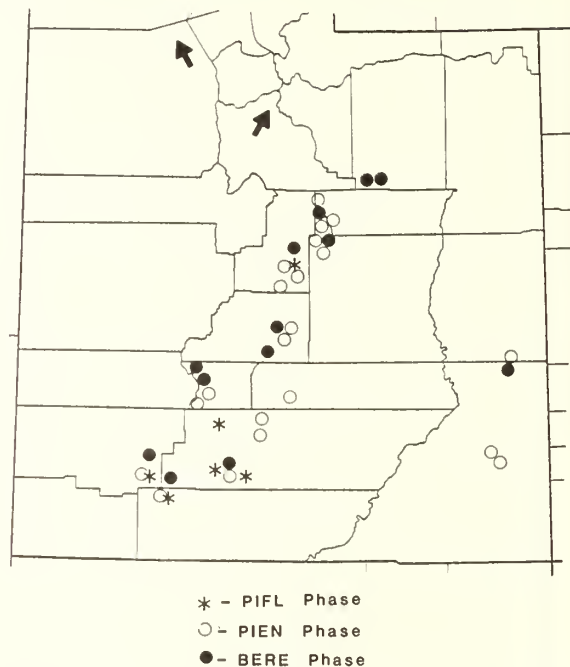 * - PIFL Phase
○ - PIEN Phase
● - BERE Phase